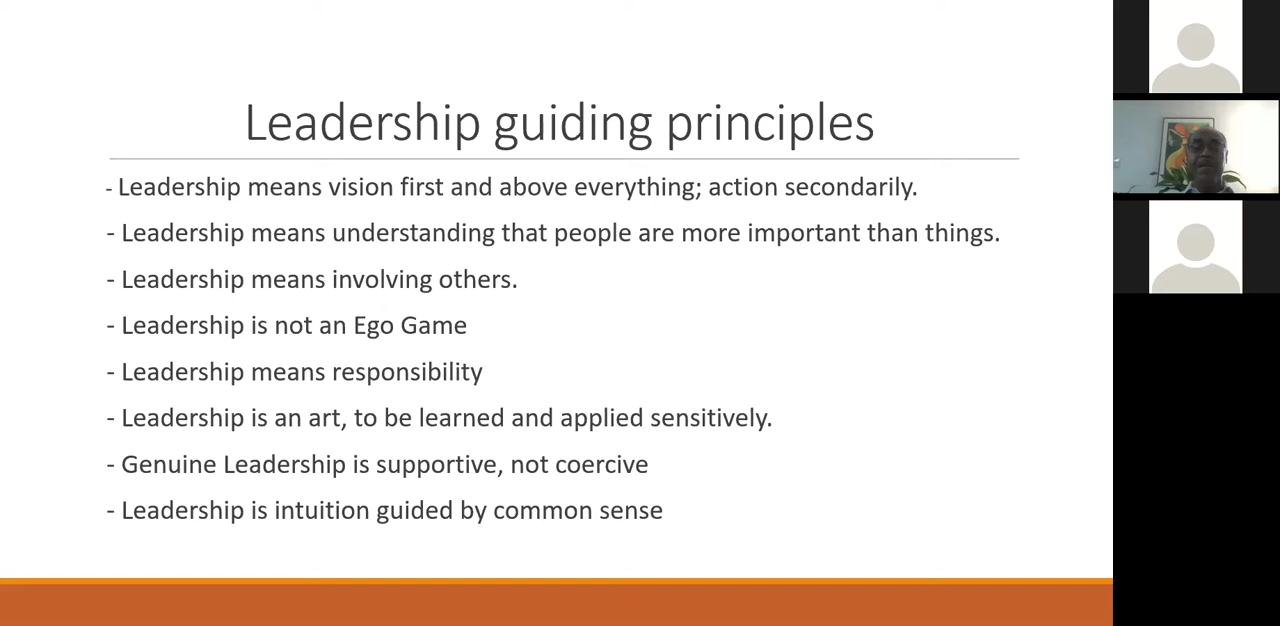 Leadership guiding principles
- Leadership means vision first and above everything; action secondarily.
- Leadership means understanding that people are more important than things.
- Leadership means involving others.
- Leadership is not an Ego Game
- Leadership means responsibility
- Leadership is an art, to be learned and applied sensitively.
- Genuine Leadership is supportive, not coercive
- Leadership is intuition guided by common sense